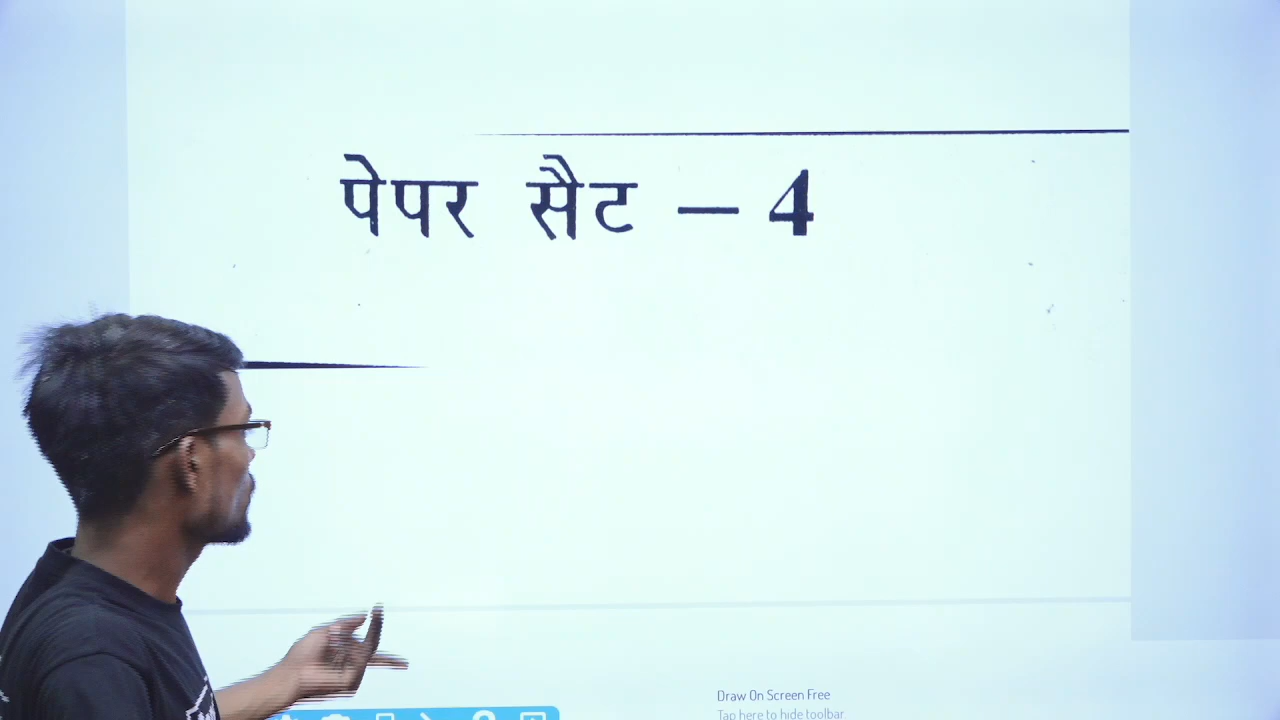 पेपर सैट – 4
Draw On Screen Free
Tap here to hide toolbar